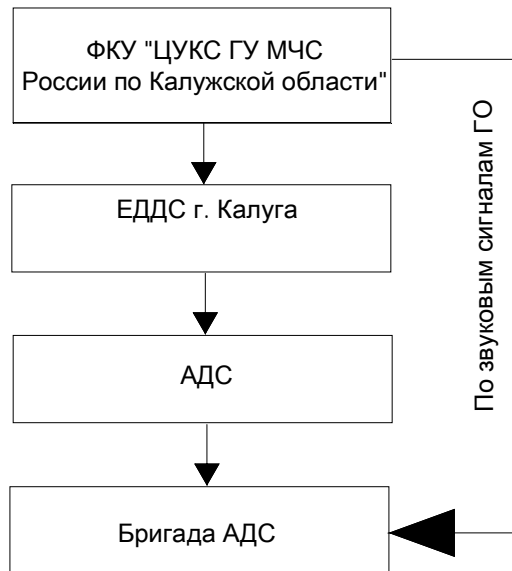 ФКУ "ЦУКС ГУ МЧС
России по Калужской области"
ЕДДС г. Калуга
АДС
Бригада АДС
По звуковым сигналам ГО